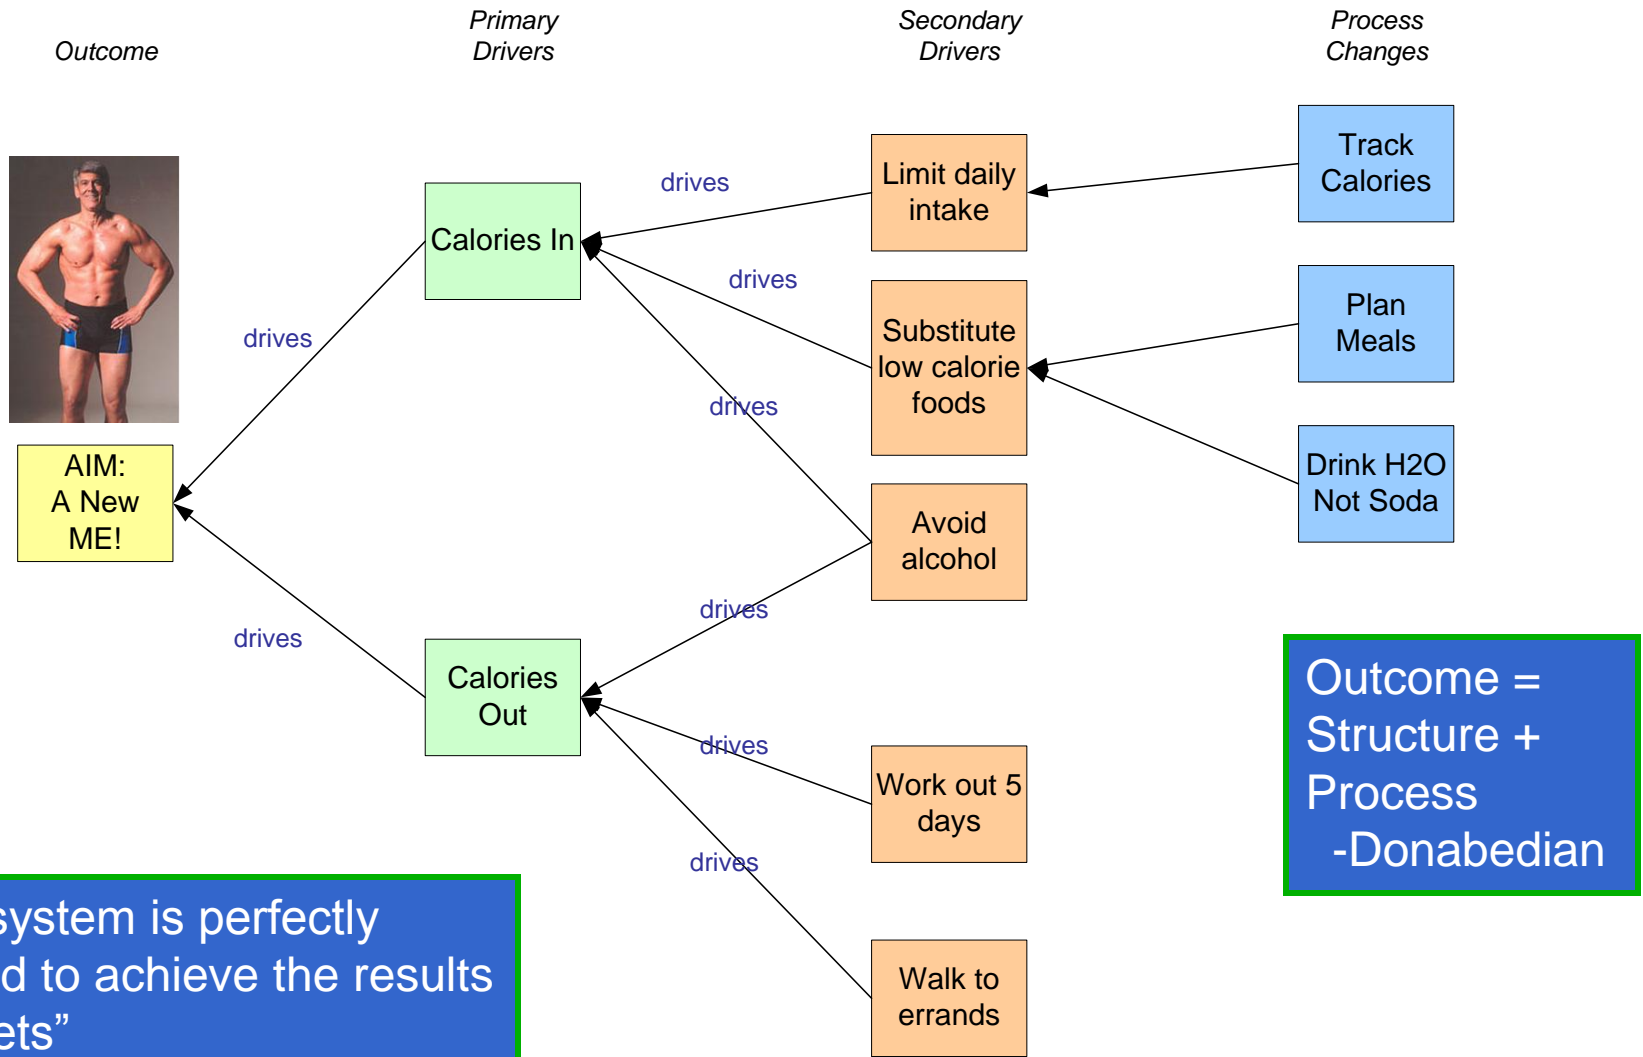 Outcome
Primary
Drivers
Secondary
Drivers
Process
Changes
AIM:
A New
ME!
drives
drives
Calories In
Calories
Out
drives
drives
drives
drives
drives
drives
Limit daily
intake
Substitute
low calorie
foods
Avoid
alcohol
Work out 5
days
Walk to
errands
Track
Calories
Plan
Meals
Drink H2O
Not Soda
Outcome =
Structure +
Process
-Donabedian
system is perfectly
d to achieve the results
ets”